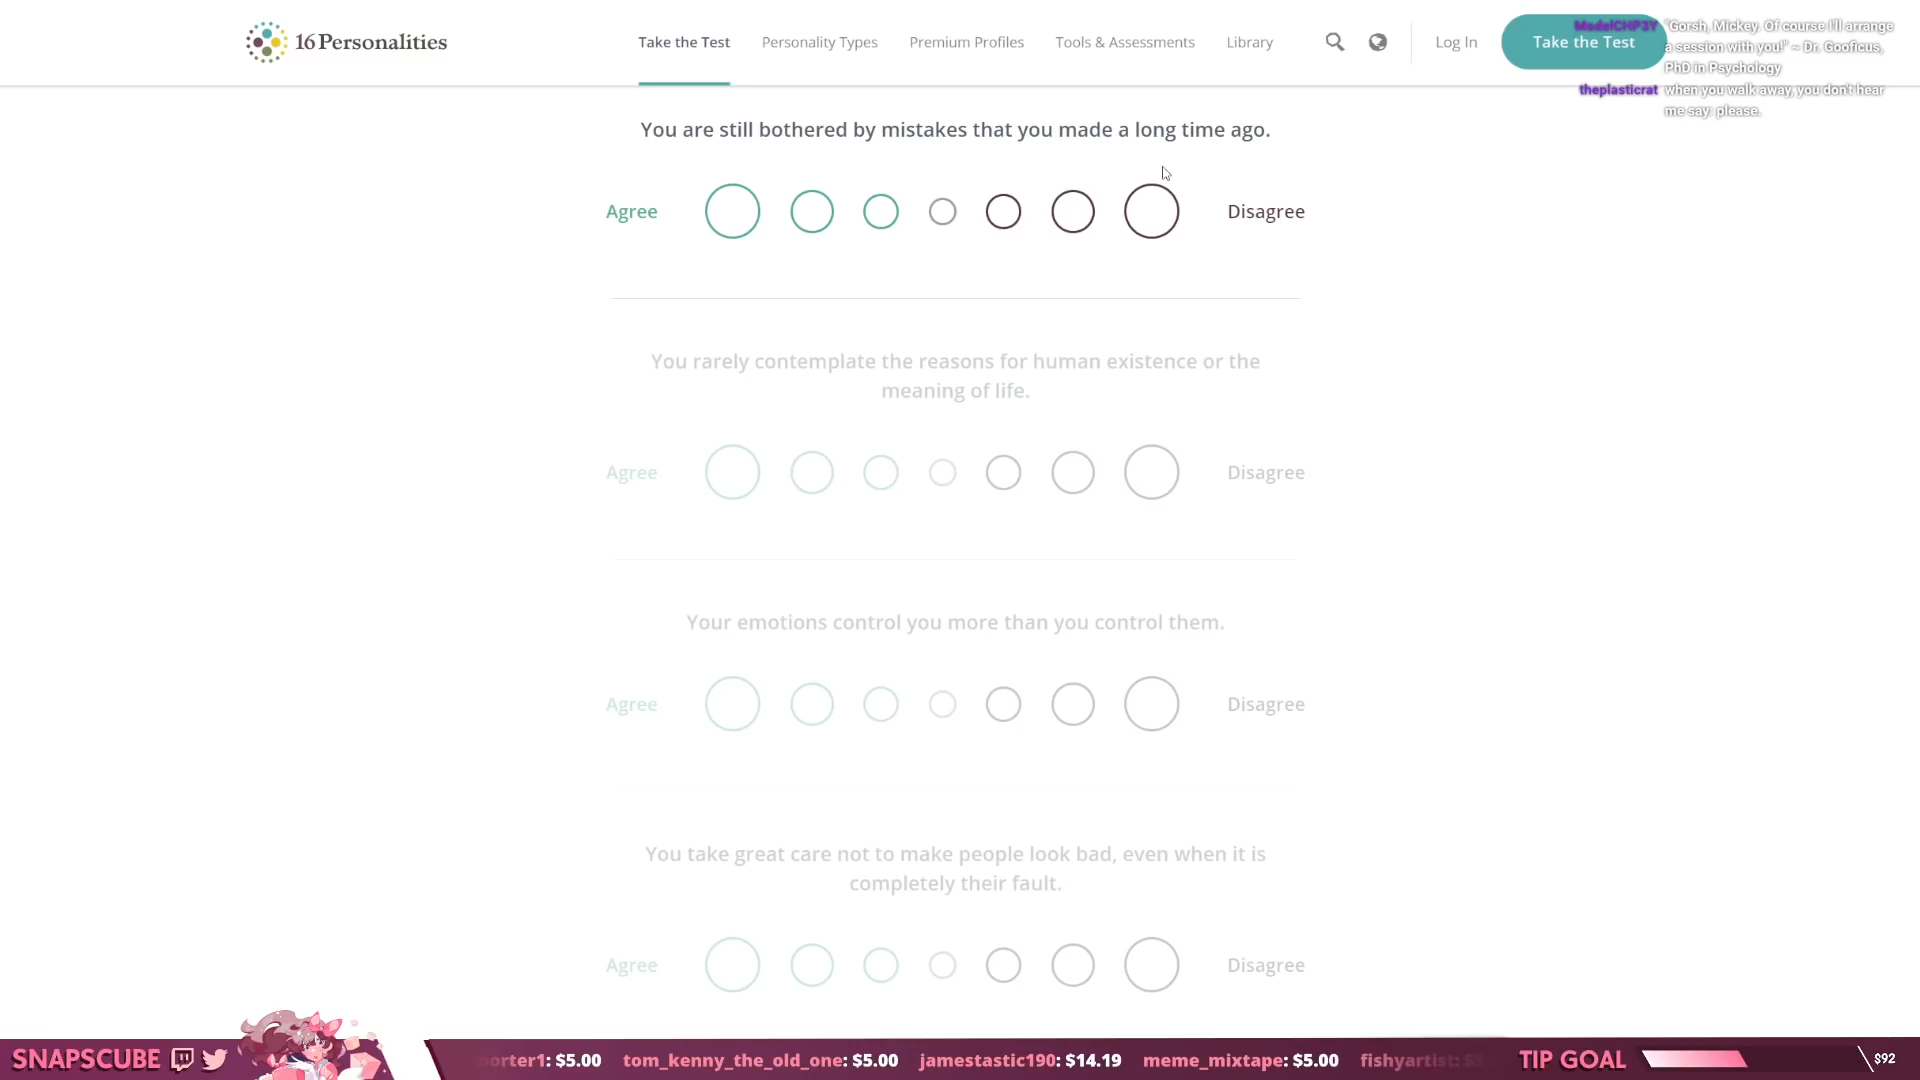 16Personalities
Take the Test
Personality Types
Premium Profiles
Tools & Assessments
Library
Log In
Take the Test
ModelCHP3Y "Gorsh, Mickey. Of course I'll arrange
a session with you!" ~ Dr. Gooficus,
PhD in Psychology
theplasticrat when you walk away, you don't hear
me say: please.
You are still bothered by mistakes that you made a long time ago.
Agree
Disagree
You rarely contemplate the reasons for human existence or the
meaning of life.
Agree
Disagree
Your emotions control you more than you control them.
Agree
Disagree
You take great care not to make people look bad, even when it is
completely their fault.
Agree
Disagree
SNAPSCUBE
orter1: $5.00 tom_kenny_the_old_one: $5.00 jamestastic190: $14.19 meme_mixtape: $5.00 fishyartist:
TIP GOAL
$92